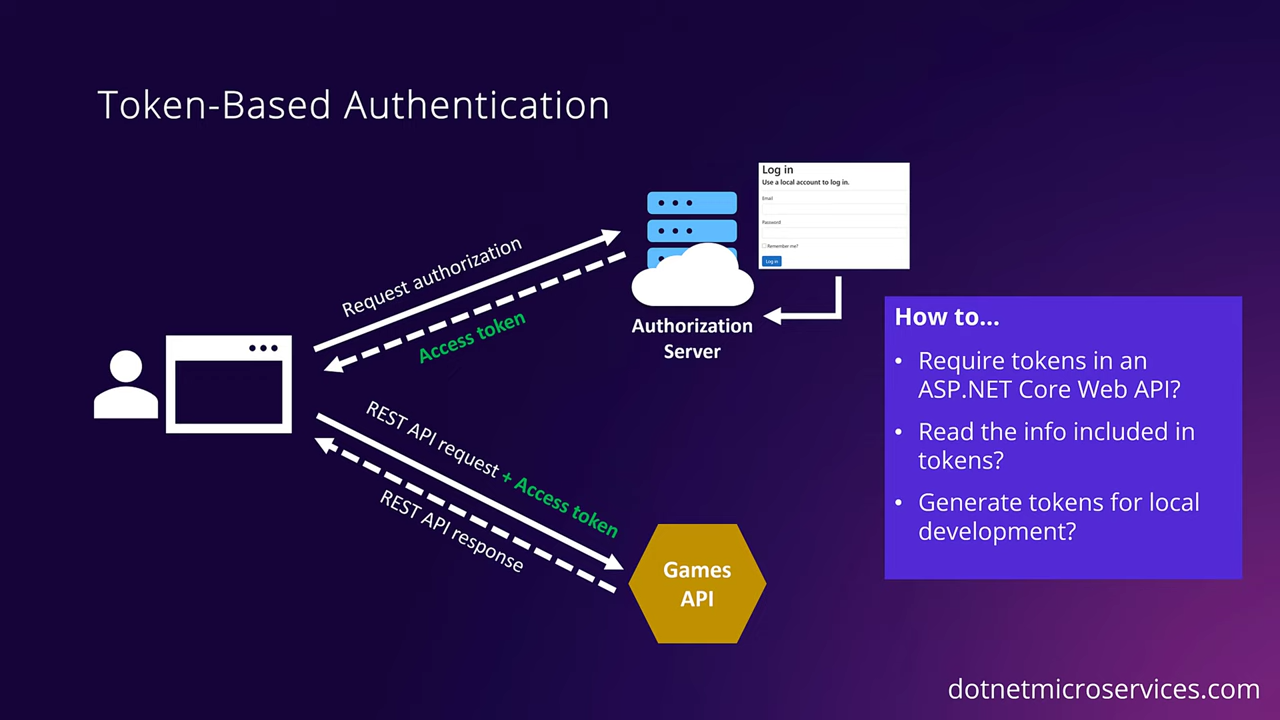 Token-Based Authentication
Log in
Use a local account to log in.
Email
Password
Remember me?
Log in
Request authorization
Access token
Authorization
Server
How to...
• Require tokens in an
ASP.NET Core Web API?
• Read the info included in
tokens?
• Generate tokens for local
development?
REST API request + Access token
REST API response
Games
API
dotnetmicroservices.com